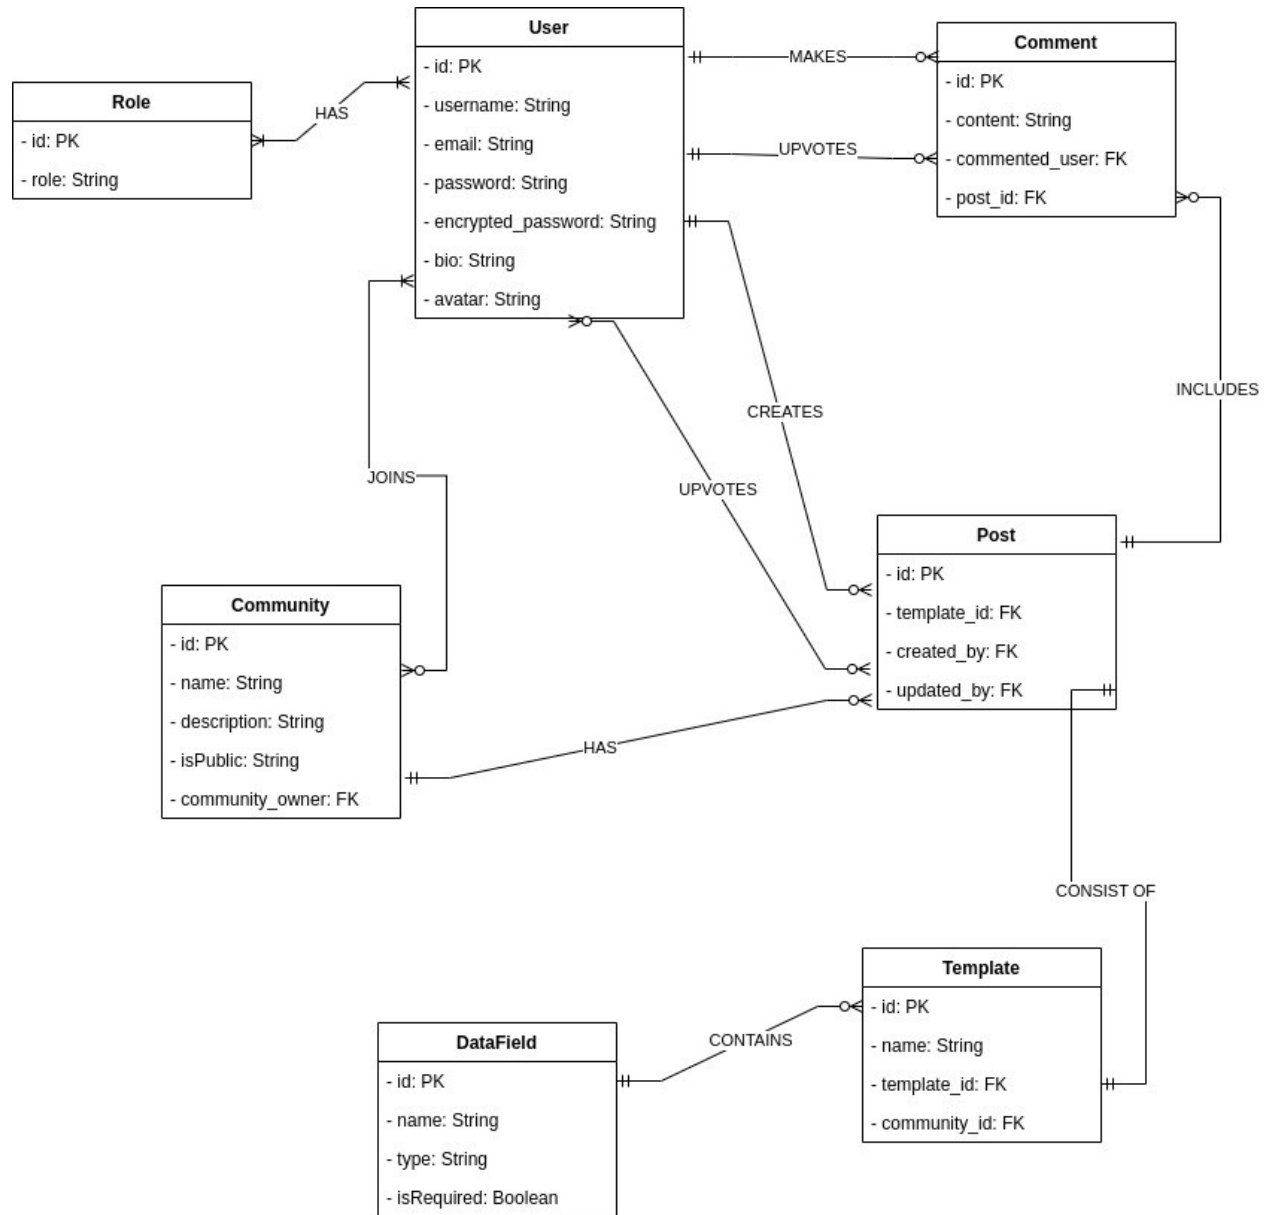 User
- id: PK
- username: String
- email: String
- password: String
- encrypted_password: String
- bio: String
- avatar: String
MAKES
UPVOTES
Comment
- id: PK
- content: String
- commented_user: FK
- post_id: FK
Role
- id: PK
- role: String
HAS
JOINS
UPVOTES
CREATES
INCLUDES
Community
- id: PK
- name: String
- description: String
- isPublic: String
- community_owner: FK
HAS
Post
- id: PK
- template_id: FK
- created_by: FK
- updated_by: FK
CONSIST OF
DataField
- id: PK
- name: String
- type: String
- isRequired: Boolean
CONTAINS
Template
- id: PK
- name: String
- template_id: FK
- community_id: FK